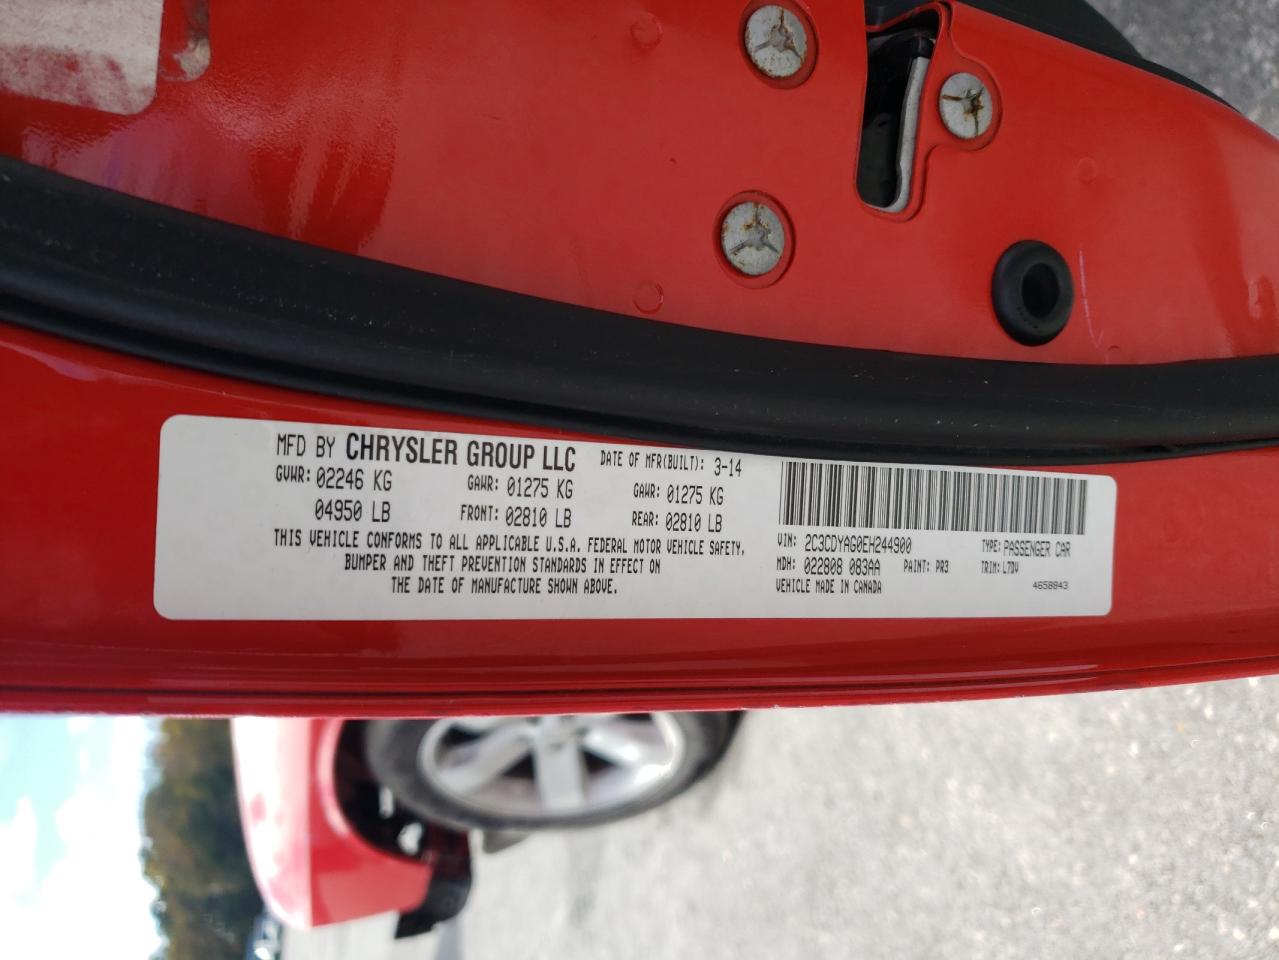 MFD BY CHRYSLER GROUP LLC DATE OF MFR(BUILT): 3-14
GVWR: 02246 KG GAWR: 01275 KG GAWR: 01275 KG
04950 LB FRONT: 02810 LB REAR: 02810 LB
THIS VEHICLE CONFORMS TO ALL APPLICABLE U.S.A. FEDERAL MOTOR VEHICLE SAFETY,
BUMPER AND THEFT PREVENTION STANDARDS IN EFFECT ON
THE DATE OF MANUFACTURE SHOWN ABOVE.
VIN: 2C3CDYAG0EH244900 TYPE: PASSENGER CAR
MDH: 022808 083AA PAINT: PR3 TRIM: L7DV
VEHICLE MADE IN CANADA 4658843